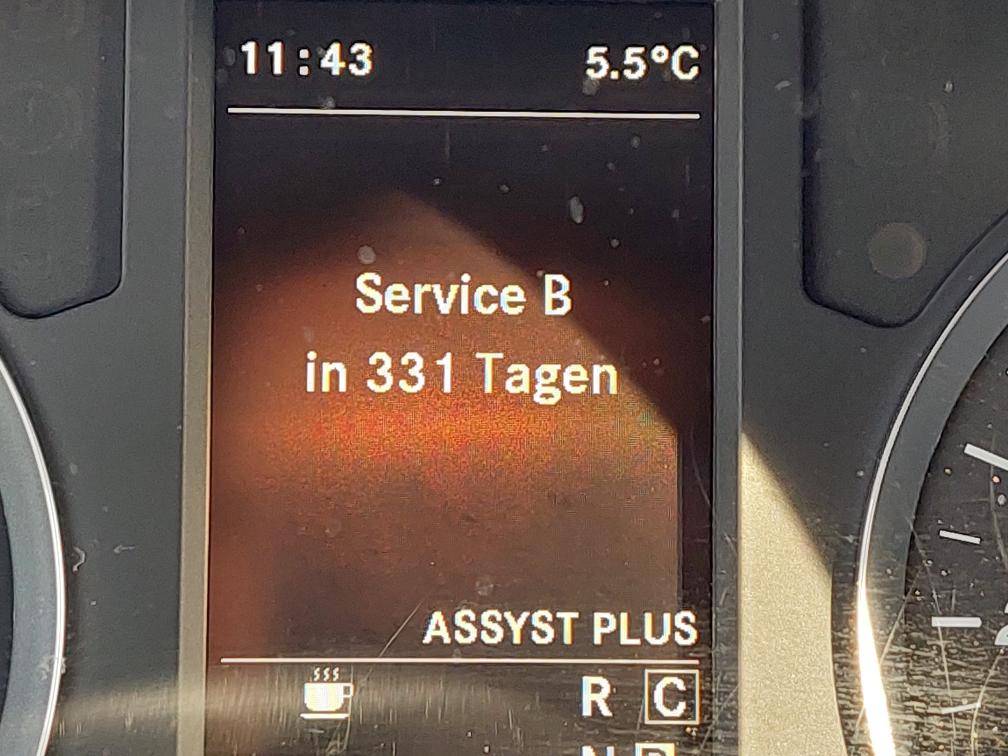 11:43 5.5°C
Service B
in 331 Tagen
ASSYST PLUS
R C